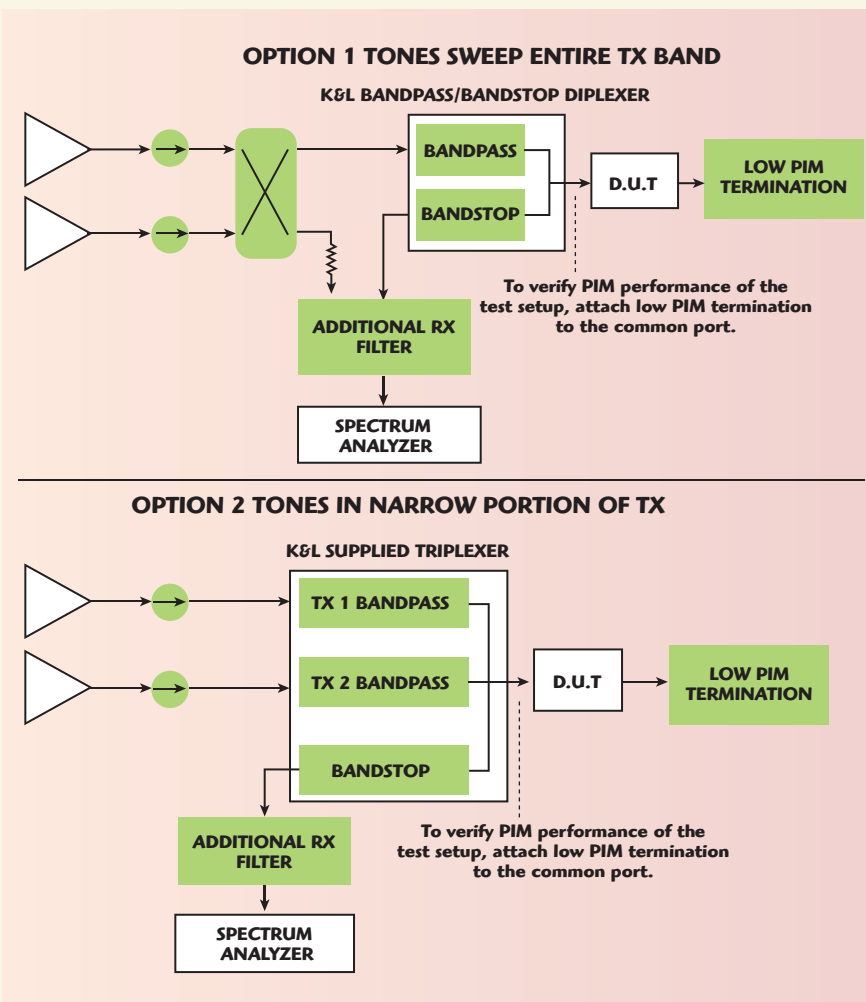 OPTION 1 TONES SWEEP ENTIRE TX BAND
K&L BANDPASS/BANDSTOP DIPLEXER
BANDPASS
BANDSTOP
D.U.T
LOW PIM
TERMINATION
To verify PIM performance of the
test setup, attach low PIM termination
to the common port.
ADDITIONAL RX
FILTER
SPECTRUM
ANALYZER
OPTION 2 TONES IN NARROW PORTION OF TX
K&L SUPPLIED TRIPLEXER
TX 1 BANDPASS
TX 2 BANDPASS
BANDSTOP
D.U.T
LOW PIM
TERMINATION
To verify PIM performance of the
test setup, attach low PIM termination
to the common port.
ADDITIONAL RX
FILTER
SPECTRUM
ANALYZER